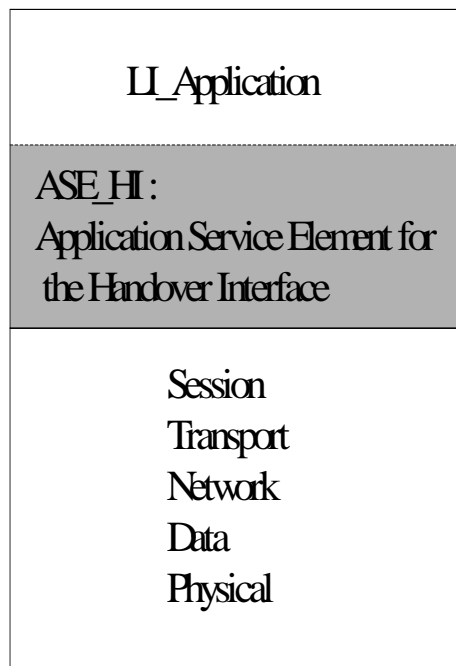 LI_Application
ASE_HI :
Application Service Element for
the Handover Interface
Session
Transport
Network
Data
Physical